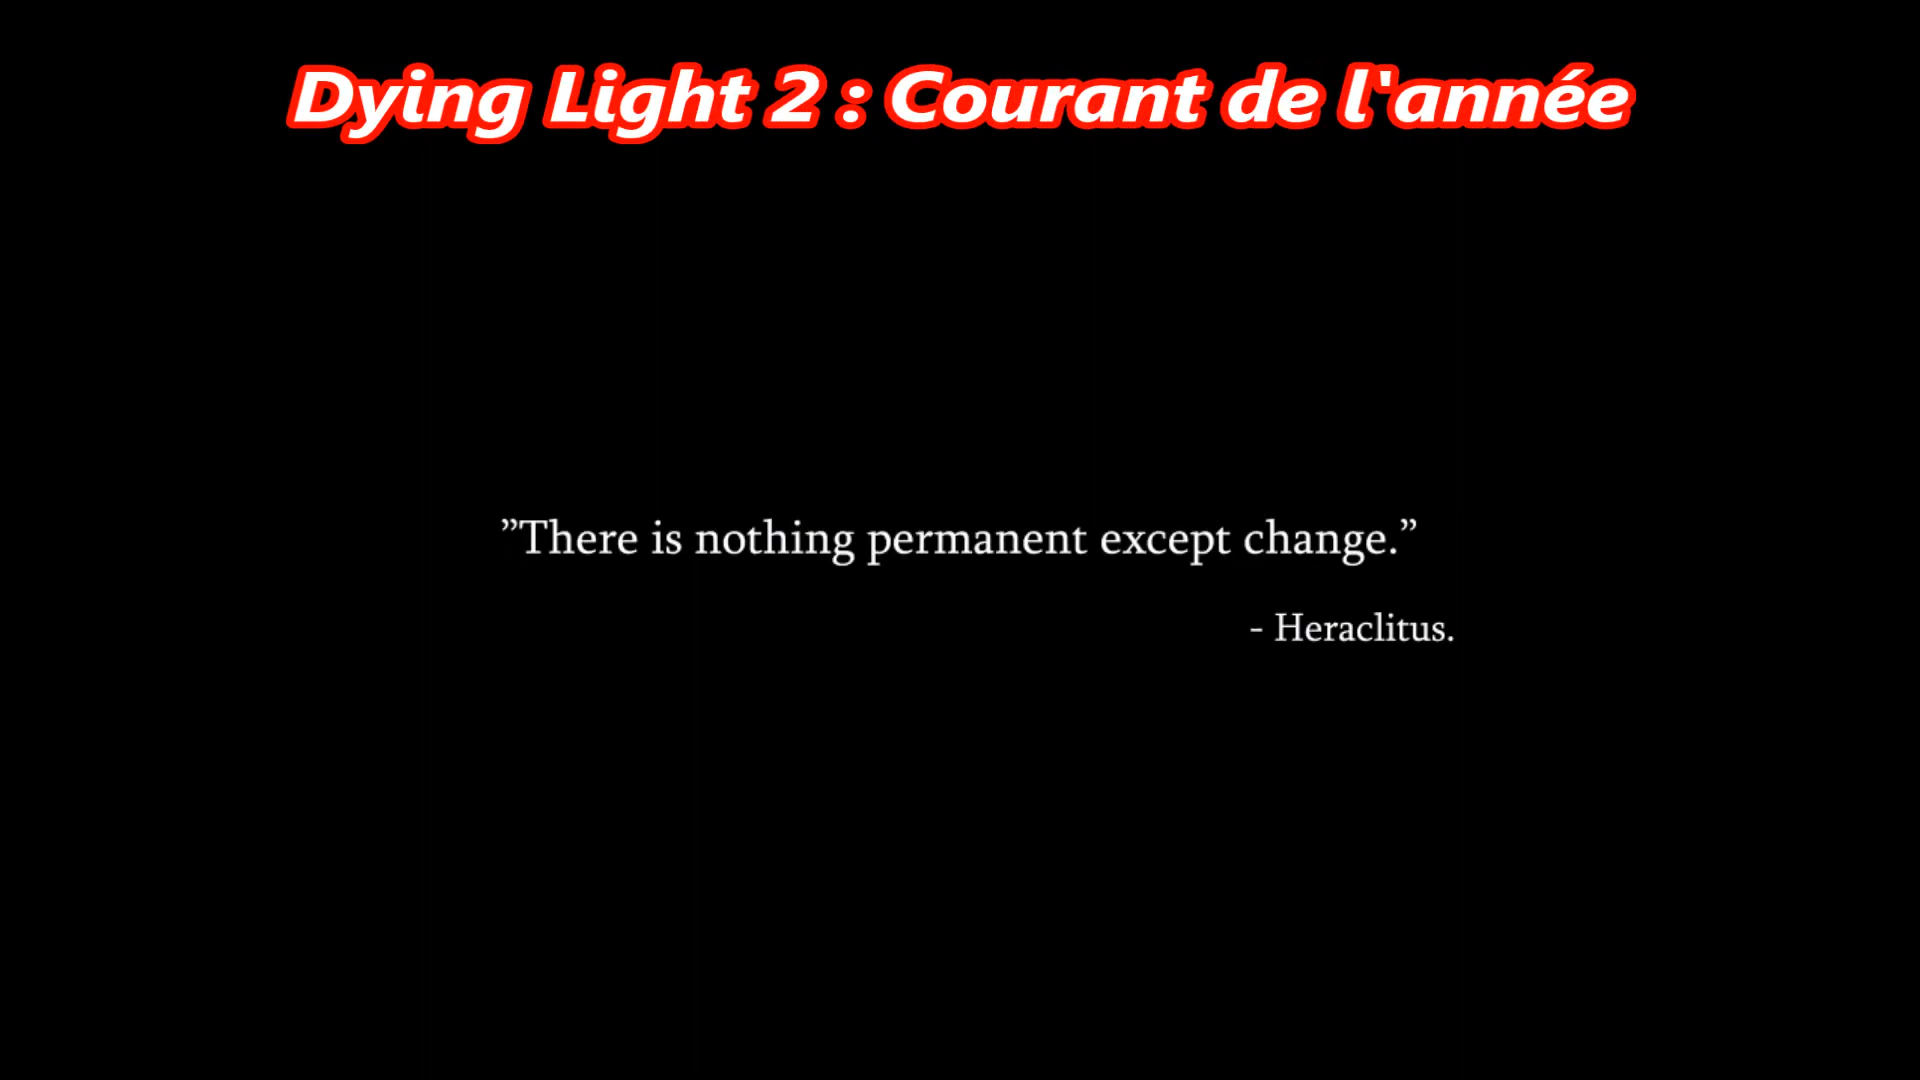 Dying Light 2 : Courant de l'année
”There is nothing permanent except change.”
- Heraclitus.